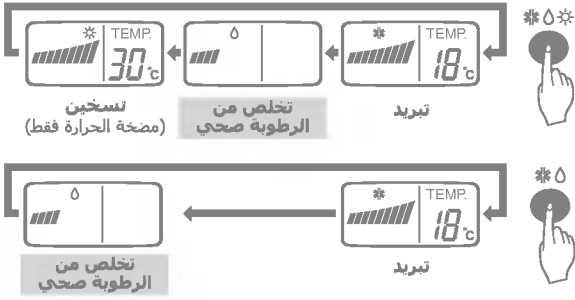 TEMP.
30°c
TEMP.
18°c
تسخين
(مضخة الحرارة فقط)
تخلص من
الرطوبة صحي
تبريد
TEMP.
18°c
تخلص من
الرطوبة صحي
تبريد